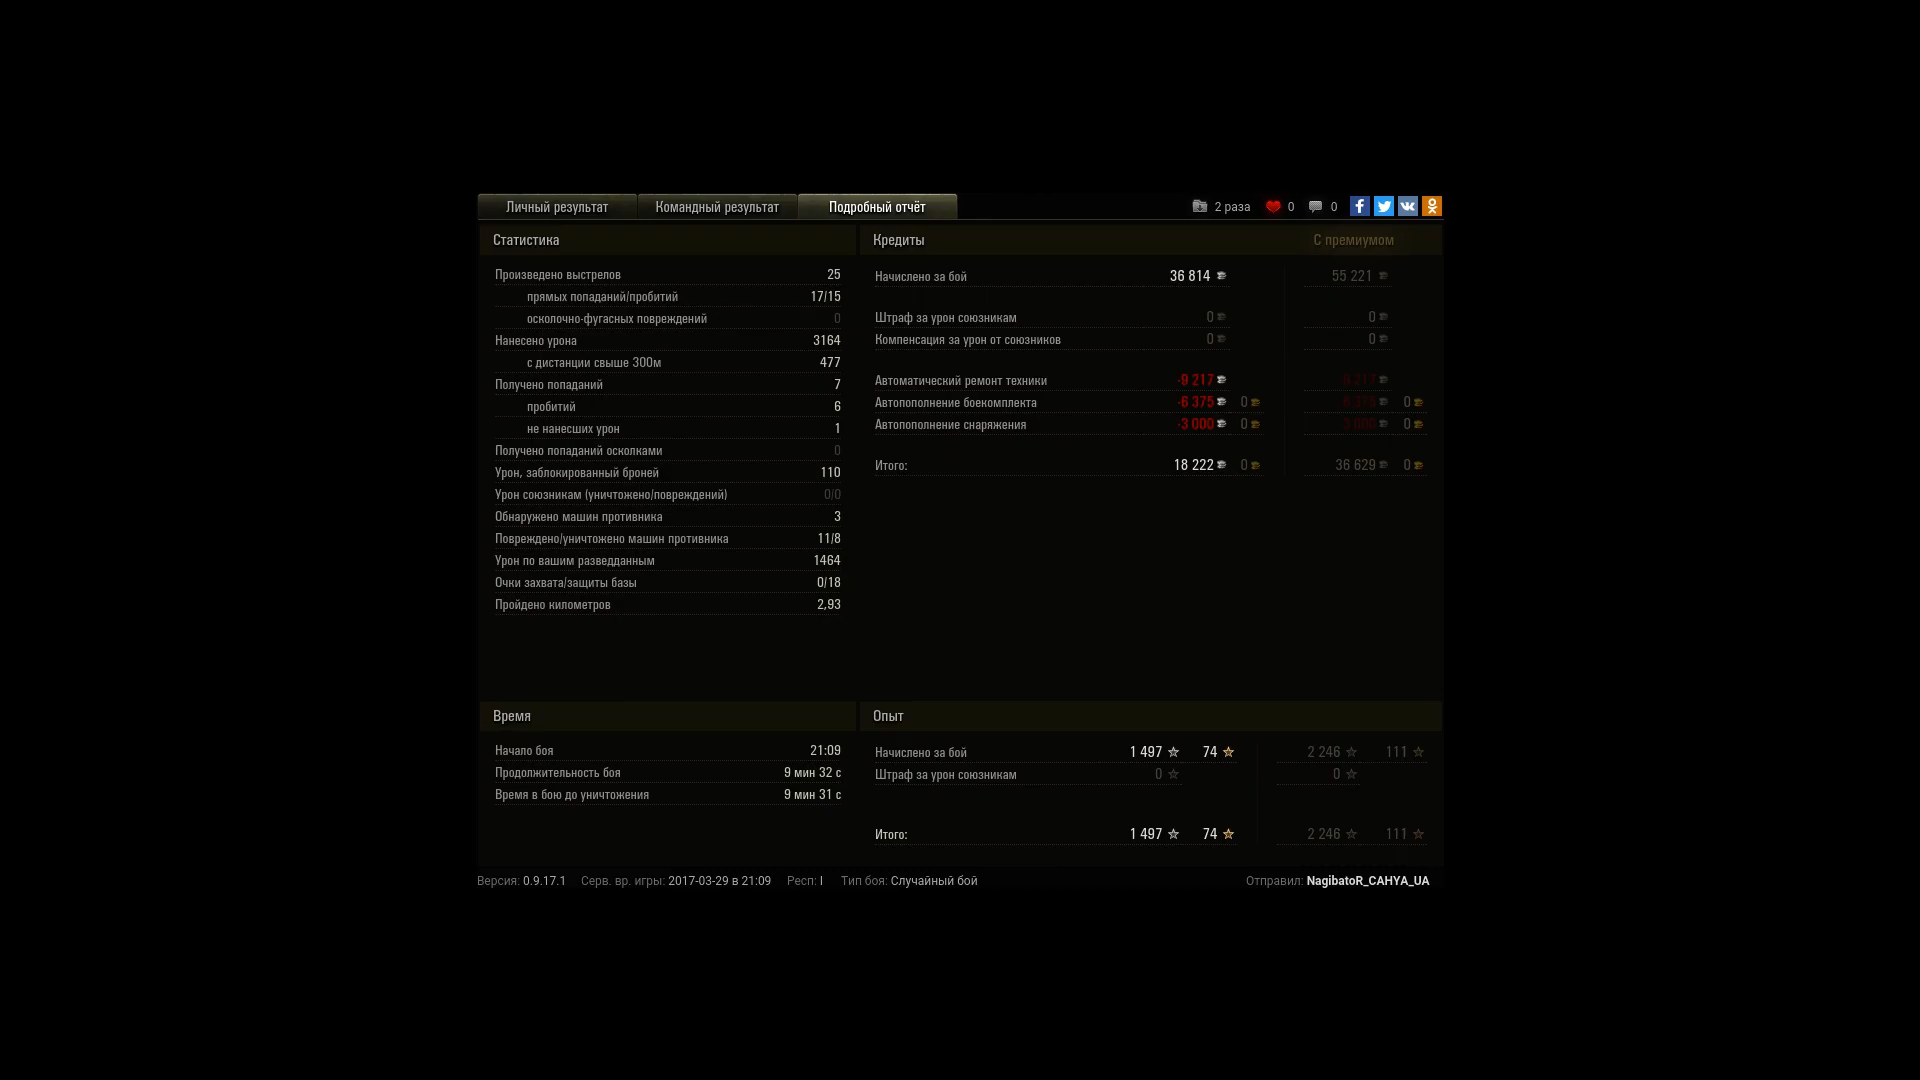 Личный результат Командный результат Подробный отчёт 2 раза 0 0
Статистика
Произведено выстрелов 25
прямых попаданий/пробитий 17/15
осколочно-фугасных повреждений 0
Нанесено урона 3164
с дистанции свыше 300м 477
Получено попаданий 7
пробитий 6
не нанесших урон 1
Получено попаданий осколками 0
Урон, заблокированный броней 110
Урон союзникам (уничтожено/повреждений) 0/0
Обнаружено машин противника 3
Повреждено/уничтожено машин противника 11/8
Урон по вашим разведданным 1464
Очки захвата/защиты базы 0/18
Пройдено километров 2,93
Кредиты С премиумом
Начислено за бой 36 814 55 221
Штраф за урон союзникам 0 0
Компенсация за урон от союзников 0 0
Автоматический ремонт техники -9 217 -9 217
Автопополнение боекомплекта -6 375 0 -6 375 0
Автопополнение снаряжения -3 000 0 -3 000 0
Итого: 18 222 0 36 629 0
Время
Начало боя 21:09
Продолжительность боя 9 мин 32 с
Время в бою до уничтожения 9 мин 31 с
Опыт
Начислено за бой 1 497 74 2 246 111
Штраф за урон союзникам 0 0
Итого: 1 497 74 2 246 111
Версия: 0.9.17.1 Серв. вр. игры: 2017-03-29 в 21:09 Респ: I Тип боя: Случайный бой Отправил: NagibatoR_CAHYA_UA